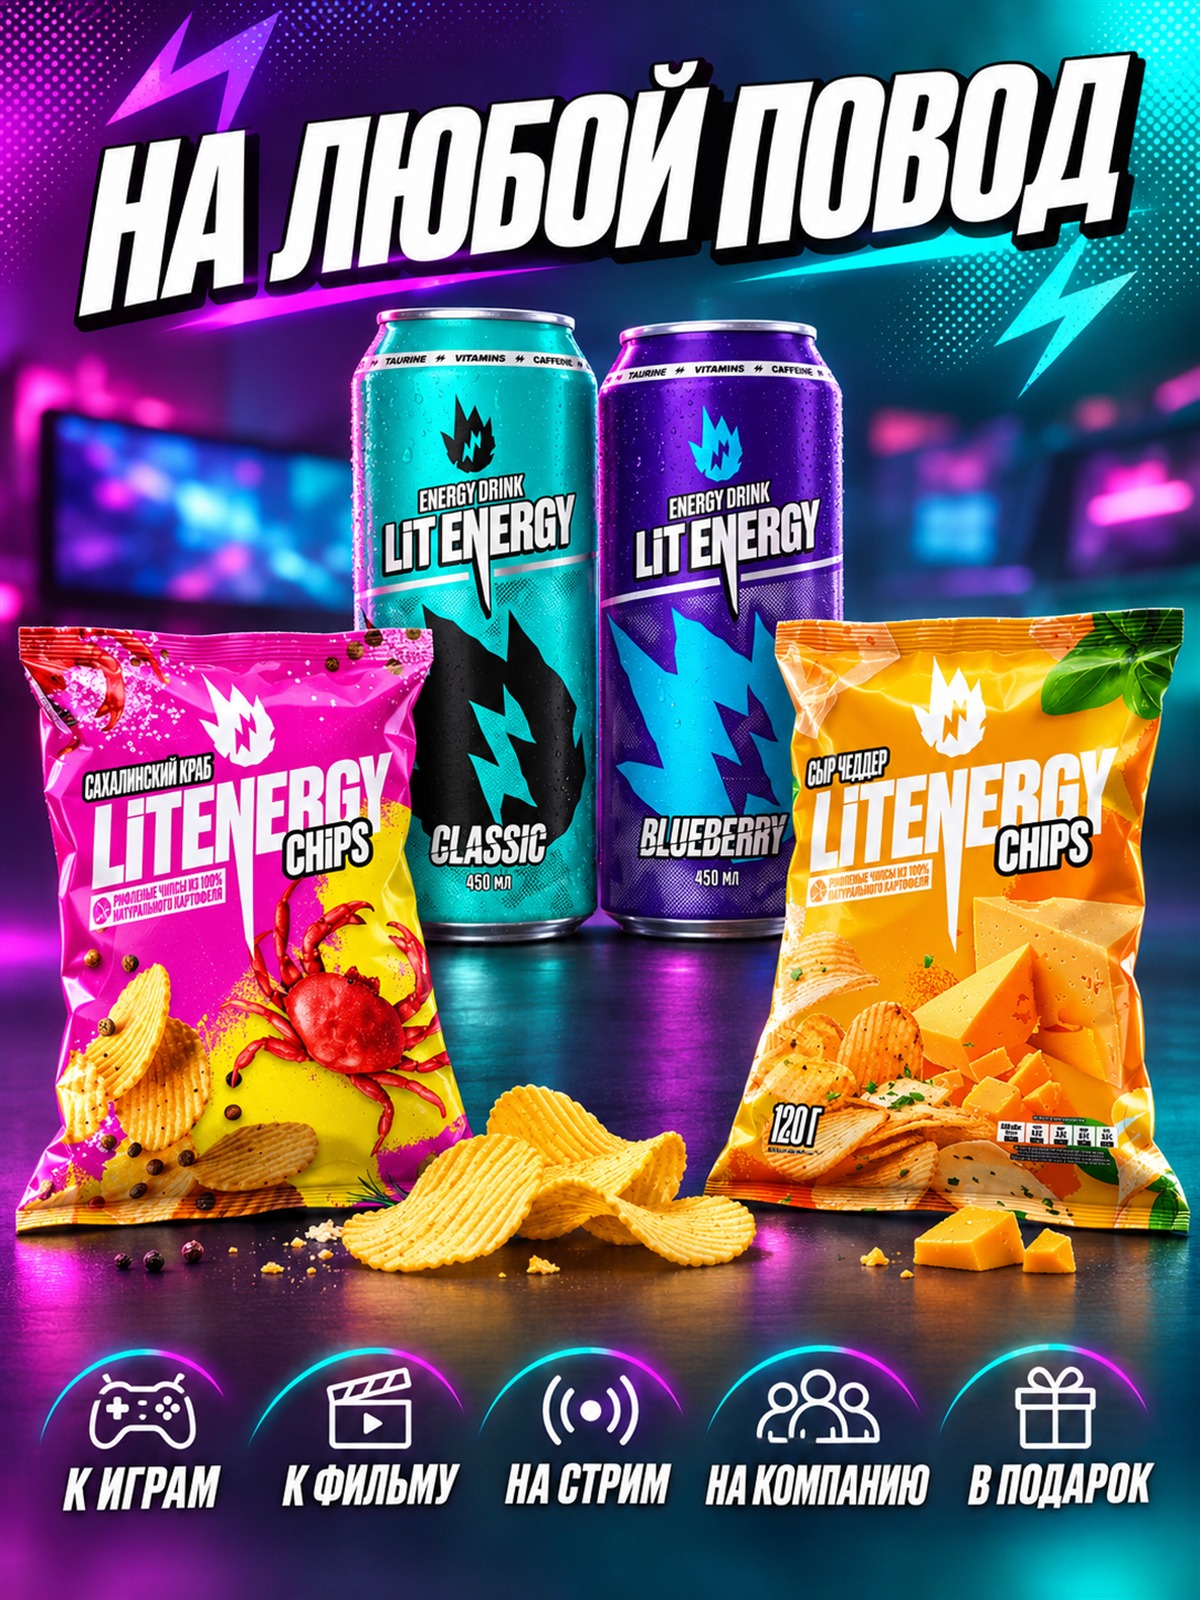 НА ЛЮБОЙ ПОВОД
TAURINE VITAMINS CAFFEINE
ENERGY DRINK
LiT ENERGY
CLASSIC
450 МЛ
TAURINE VITAMINS CAFFEINE
ENERGY DRINK
LiT ENERGY
BLUEBERRY
450 МЛ
САХАЛИНСКИЙ КРАБ
LiTENERGY
CHiPS
РИФЛЕНЫЕ ЧИПСЫ ИЗ 100%
НАТУРАЛЬНОГО КАРТОФЕЛЯ
СЫР ЧЕДДЕР
LiTENERGY
CHiPS
РИФЛЕНЫЕ ЧИПСЫ ИЗ 100%
НАТУРАЛЬНОГО КАРТОФЕЛЯ
120 Г
К ИГРАМ
К ФИЛЬМУ
НА СТРИМ
НА КОМПАНИЮ
В ПОДАРОК